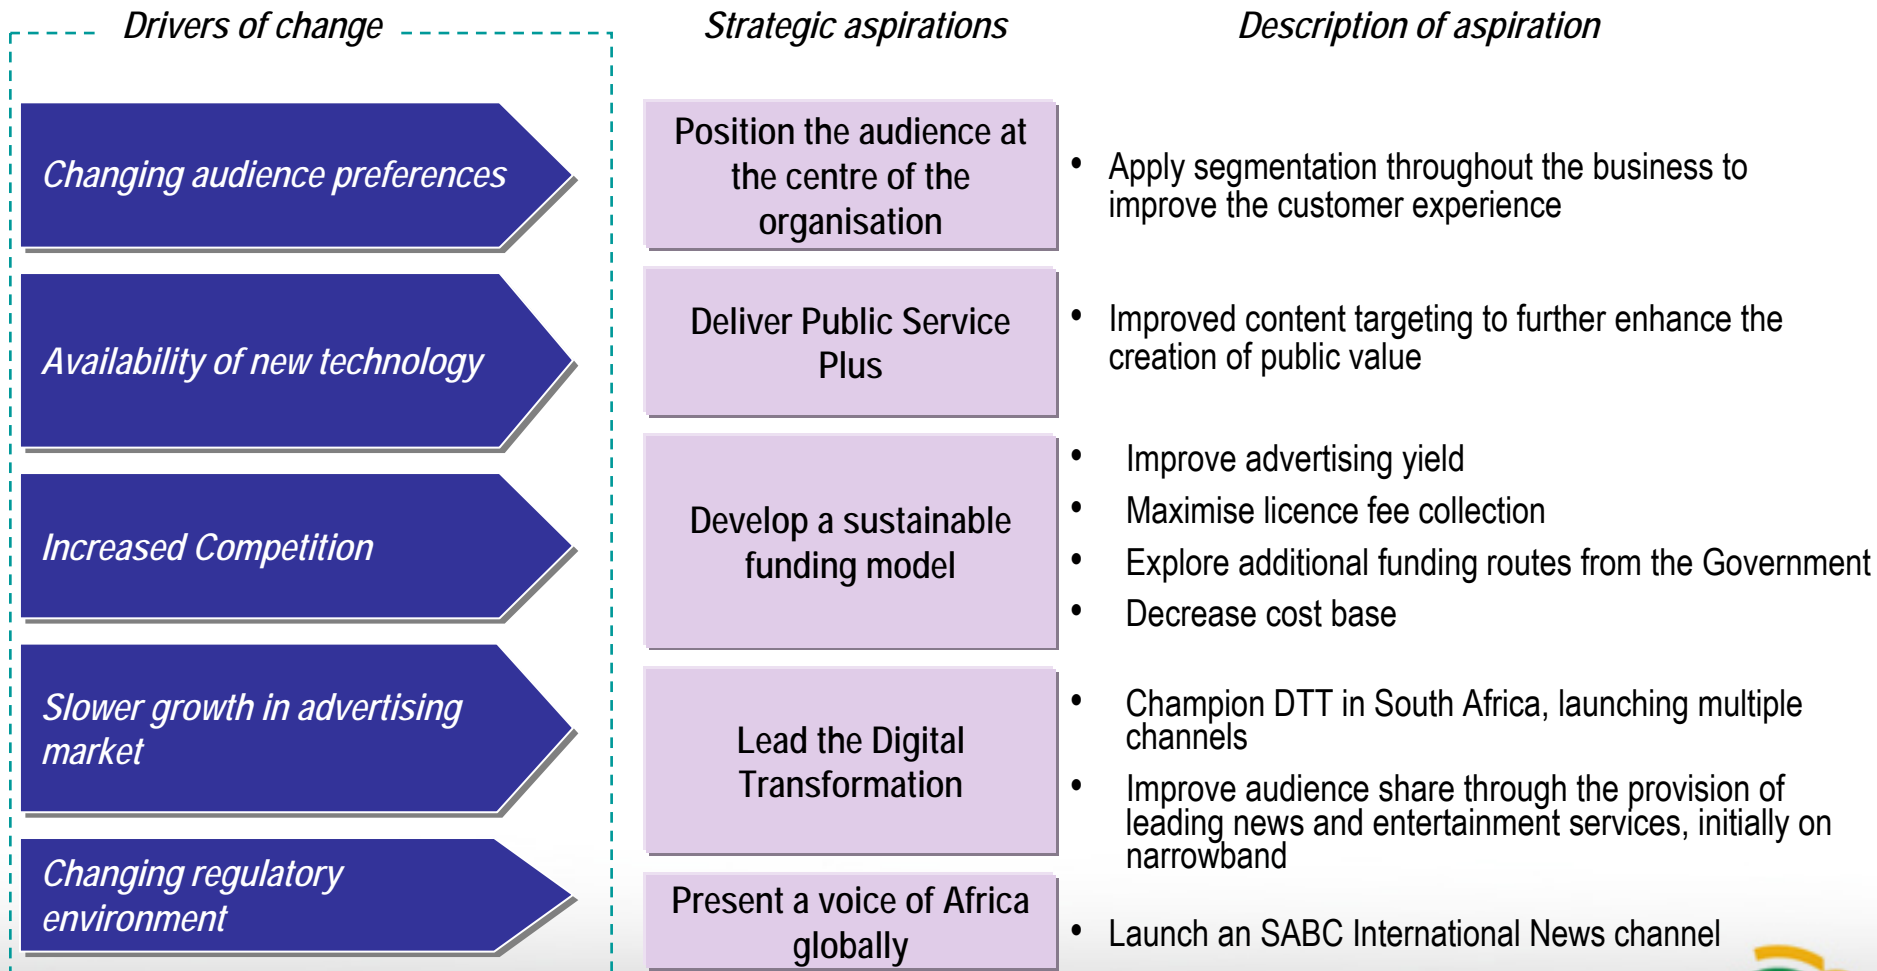 Drivers of change
Strategic aspirations
Description of aspiration
Changing audience preferences
Position the audience at
the centre of the
organisation
• Apply segmentation throughout the business to
improve the customer experience
Availability of new technology
Deliver Public Service
Plus
• Improved content targeting to further enhance the
creation of public value
Increased Competition
Develop a sustainable
funding model
• Improve advertising yield
• Maximise licence fee collection
• Explore additional funding routes from the Government
• Decrease cost base
Slower growth in advertising
market
Lead the Digital
Transformation
• Champion DTT in South Africa, launching multiple
channels
• Improve audience share through the provision of
leading news and entertainment services, initially on
narrowband
Changing regulatory
environment
Present a voice of Africa
globally
• Launch an SABC International News channel